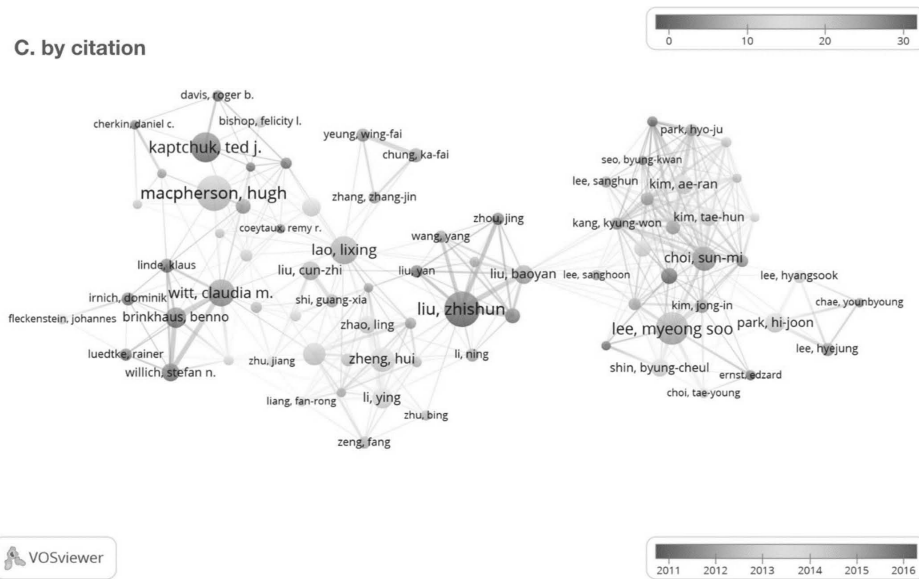 0 10 20 30
C. by citation
davis, roger b.
cherkin, daniel c.
bishop, felicity l.
kaptchuk, ted j.
yeung, wing-fai
chung, ka-fai
park, hyo-ju
seo, byung-kwan
lee, sanghun
kim, ae-ran
macpherson, hugh
zhang, zhang-jin
zhou, jing
kang, kyung-won
kim, tae-hun
coeytaux, remy r.
wang, yang
lao, lixing
choi, sun-mi
linde, klaus
liu, cun-zhi
liu, yan
liu, baoyan
lee, sanghoon
lee, hyangsook
witt, claudia m.
irnich, dominik
shi, guang-xia
kim, jong-in
chae, younbyoung
fleckenstein, johannes
brinkhaus, benno
liu, zhishun
zhao, ling
lee, myeong soo
park, hi-joon
luedtke, rainer
zhu, jiang
zheng, hui
li, ning
lee, hyejung
willich, stefan n.
shin, byung-cheul
ernst, edzard
choi, tae-young
liang, fan-rong
li, ying
zhu, bing
zeng, fang
VOSviewer
2011 2012 2013 2014 2015 2016